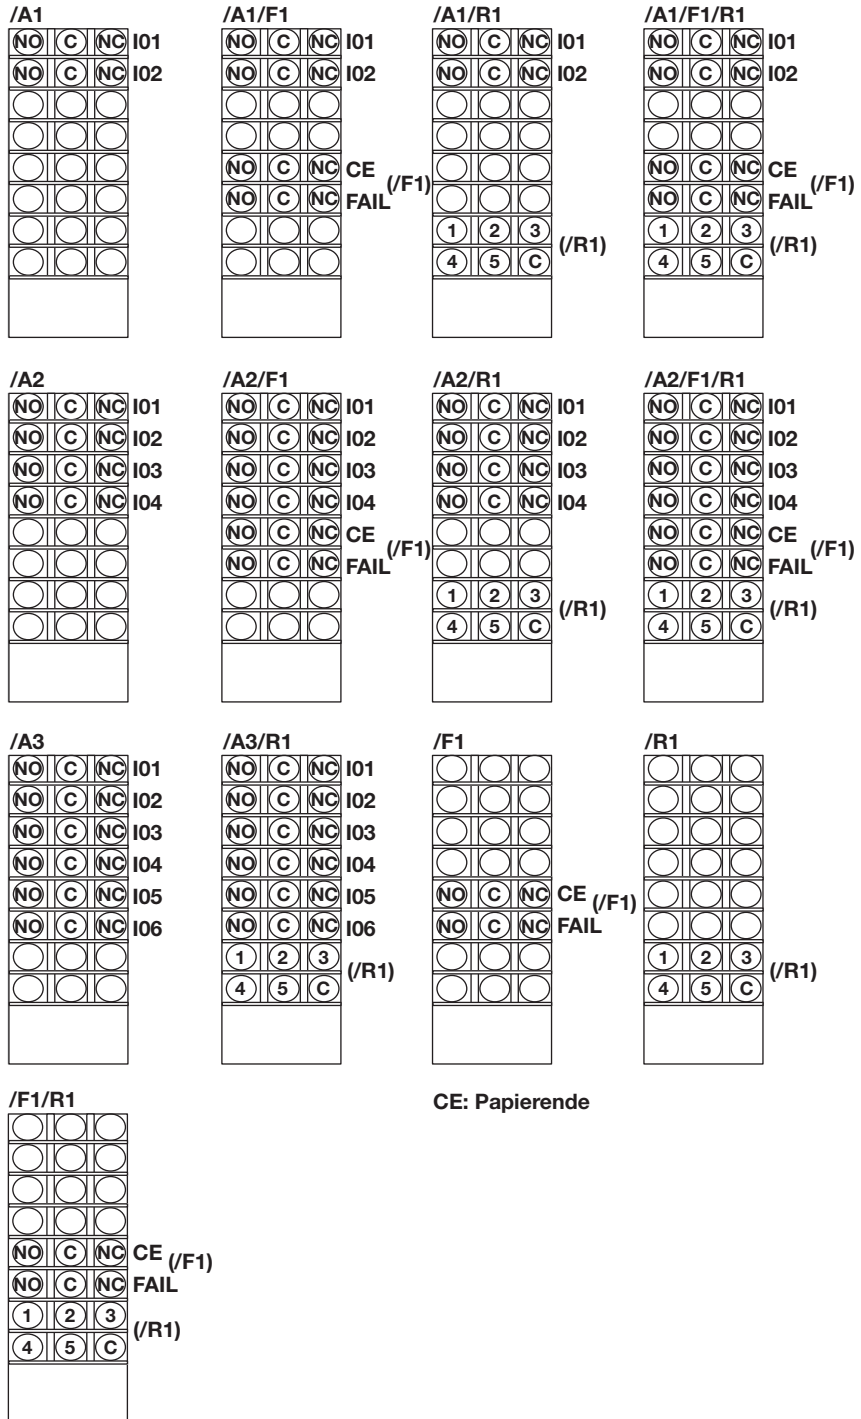 /A1 /A1/F1 /A1/R1 /A1/F1/R1
NO C NC I01 NO C NC I01 NO C NC I01 NO C NC I01
NO C NC I02 NO C NC I02 NO C NC I02 NO C NC I02
NO C NC CE NO C NC CE
(/F1) (/F1)
NO C NC FAIL NO C NC FAIL
1 2 3 1 2 3
(/R1) (/R1)
4 5 C 4 5 C
/A2 /A2/F1 /A2/R1 /A2/F1/R1
NO C NC I01 NO C NC I01 NO C NC I01 NO C NC I01
NO C NC I02 NO C NC I02 NO C NC I02 NO C NC I02
NO C NC I03 NO C NC I03 NO C NC I03 NO C NC I03
NO C NC I04 NO C NC I04 NO C NC I04 NO C NC I04
NO C NC CE NO C NC CE
(/F1) (/F1)
NO C NC FAIL NO C NC FAIL
1 2 3 1 2 3
(/R1) (/R1)
4 5 C 4 5 C
/A3 /A3/R1 /F1 /R1
NO C NC I01 NO C NC I01
NO C NC I02 NO C NC I02
NO C NC I03 NO C NC I03
NO C NC I04 NO C NC I04
NO C NC I05 NO C NC I05 NO C NC CE
(/F1)
NO C NC I06 NO C NC I06 NO C NC FAIL
1 2 3 1 2 3
(/R1) (/R1)
4 5 C 4 5 C
/F1/R1 CE: Papierende
NO C NC CE
(/F1)
NO C NC FAIL
1 2 3
(/R1)
4 5 C